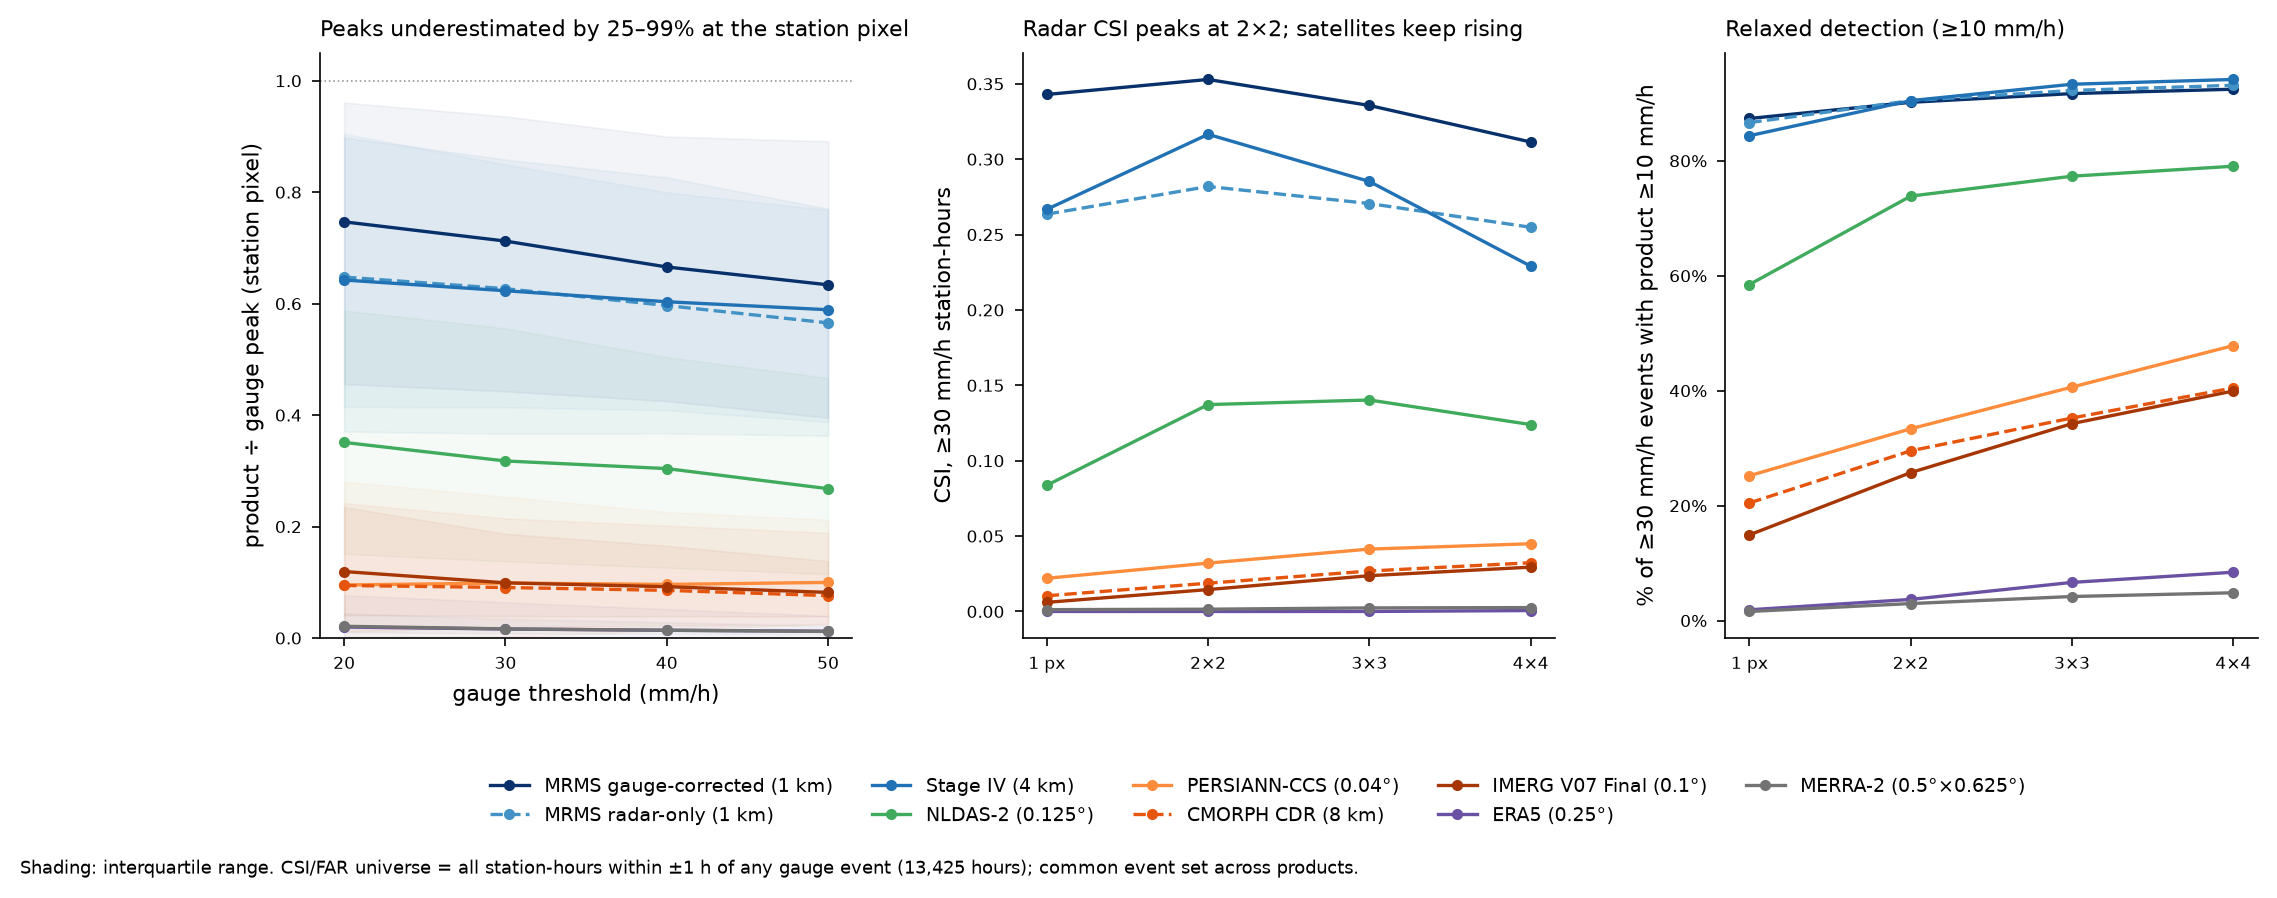 Peaks underestimated by 25–99% at the station pixel
product ÷ gauge peak (station pixel)
1.0
0.8
0.6
0.4
0.2
0.0
20 30 40 50
gauge threshold (mm/h)
Radar CSI peaks at 2×2; satellites keep rising
CSI, ≥30 mm/h station-hours
0.35
0.30
0.25
0.20
0.15
0.10
0.05
0.00
1 px 2×2 3×3 4×4
Relaxed detection (≥10 mm/h)
% of ≥30 mm/h events with product ≥10 mm/h
80%
60%
40%
20%
0%
1 px 2×2 3×3 4×4
MRMS gauge-corrected (1 km)
MRMS radar-only (1 km)
Stage IV (4 km)
NLDAS-2 (0.125°)
PERSIANN-CCS (0.04°)
CMORPH CDR (8 km)
IMERG V07 Final (0.1°)
ERA5 (0.25°)
MERRA-2 (0.5°×0.625°)
Shading: interquartile range. CSI/FAR universe = all station-hours within ±1 h of any gauge event (13,425 hours); common event set across products.